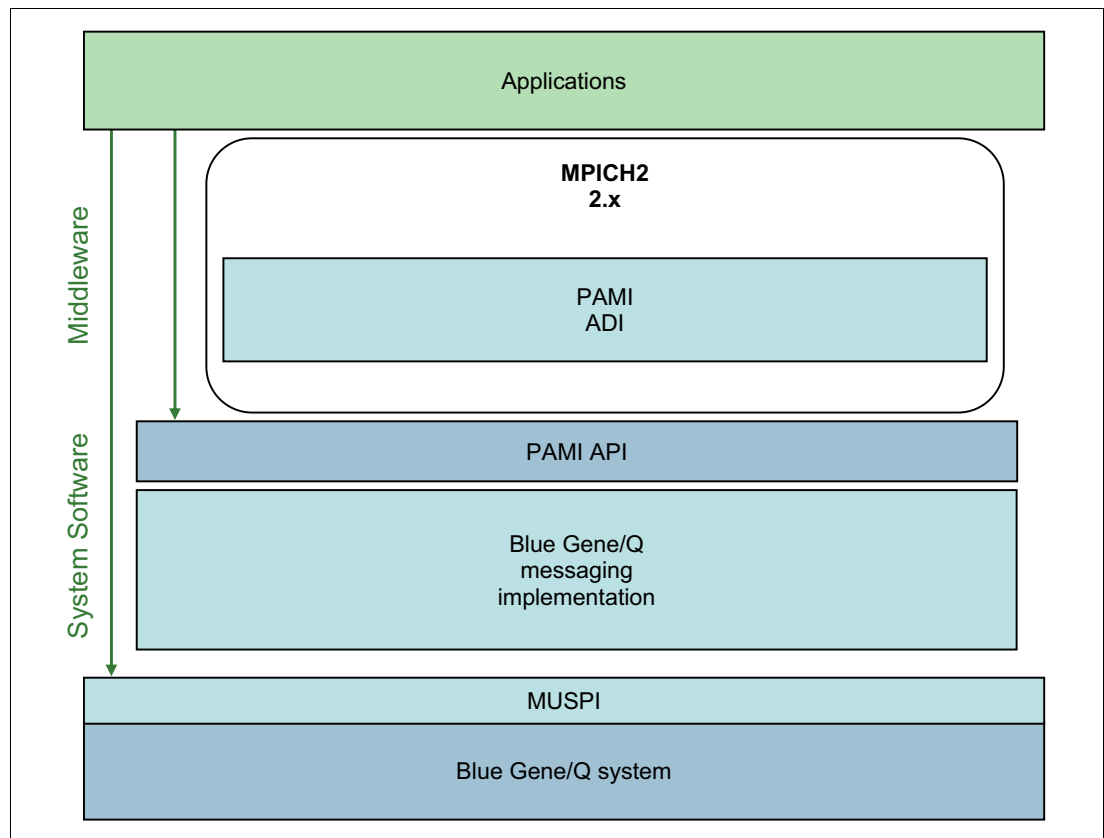 Applications
MPICH2
2.x
PAMI
ADI
Middleware
PAMI API
System Software
Blue Gene/Q
messaging
implementation
MUSPI
Blue Gene/Q system